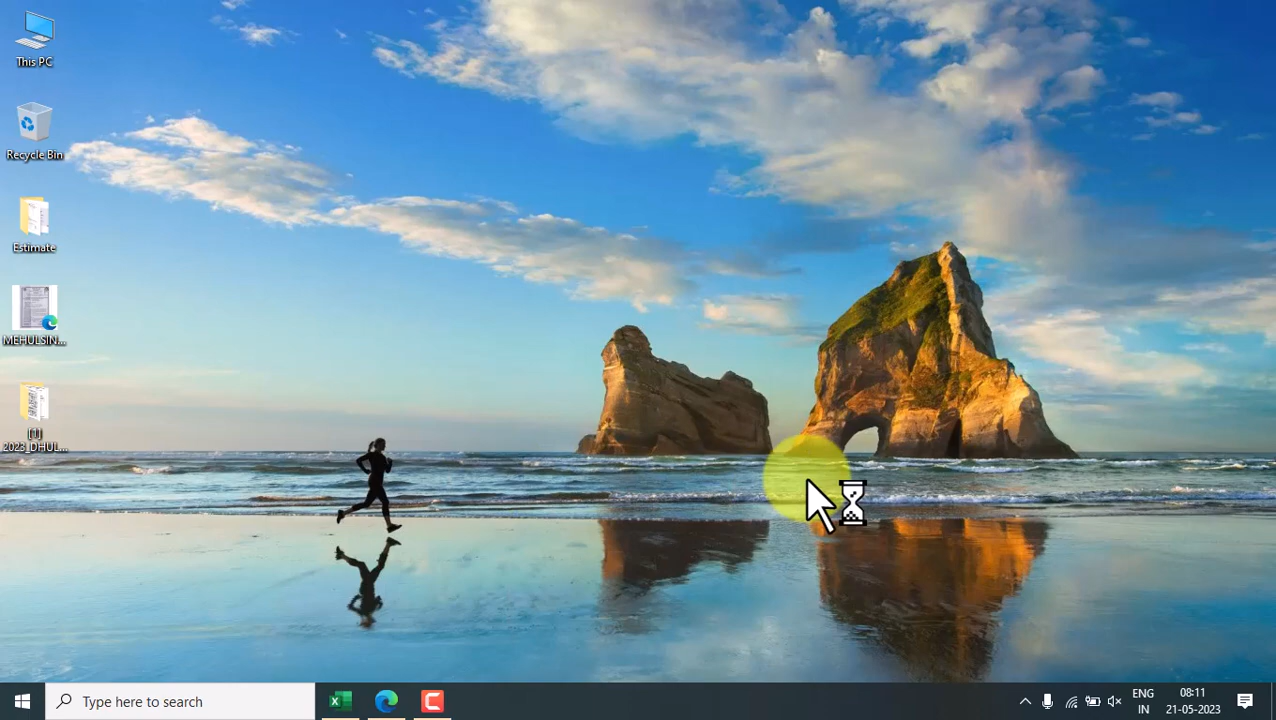 This PC
Recycle Bin
Estimate
MEHULSIN...
[1]
2023_DHUL...
Type here to search
ENG
IN
08:11
21-05-2023